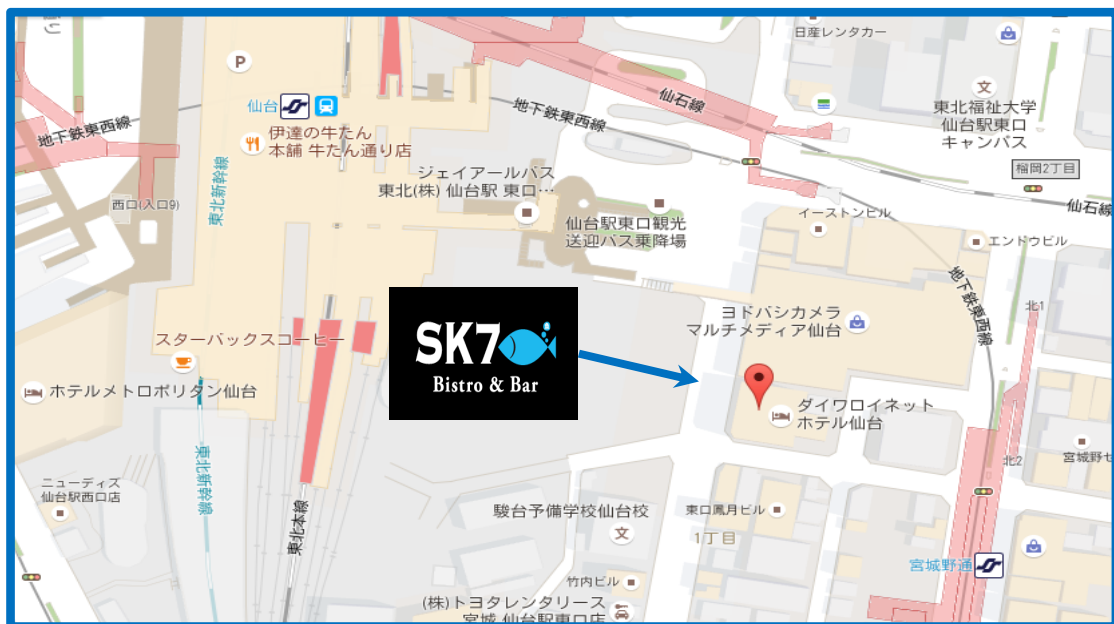 日産レンタカー
仙台
地下鉄東西線
伊達の牛たん
本舗 牛たん通り店
地下鉄東西線
仙石線
東北福祉大学
仙台駅東口
キャンパス
榴岡2丁目
ジェイアールバス
東北(株) 仙台駅 東口…
西口(入口9)
東北新幹線
仙台駅東口観光
送迎バス乗降場
イーストンビル
仙石線
エンドウビル
地下鉄東西線
北1
ヨドバシカメラ
マルチメディア仙台
SK7
Bistro & Bar
スターバックスコーヒー
ホテルメトロポリタン仙台
ダイワロイネット
ホテル仙台
東北新幹線
北2
ニューディズ
仙台駅西口店
東北本線
駿台予備学校仙台校
東口鳳月ビル
1丁目
宮城野通
竹内ビル
(株)トヨタレンタリース
宮城 仙台駅東口店
宮城野セ
P
文
文